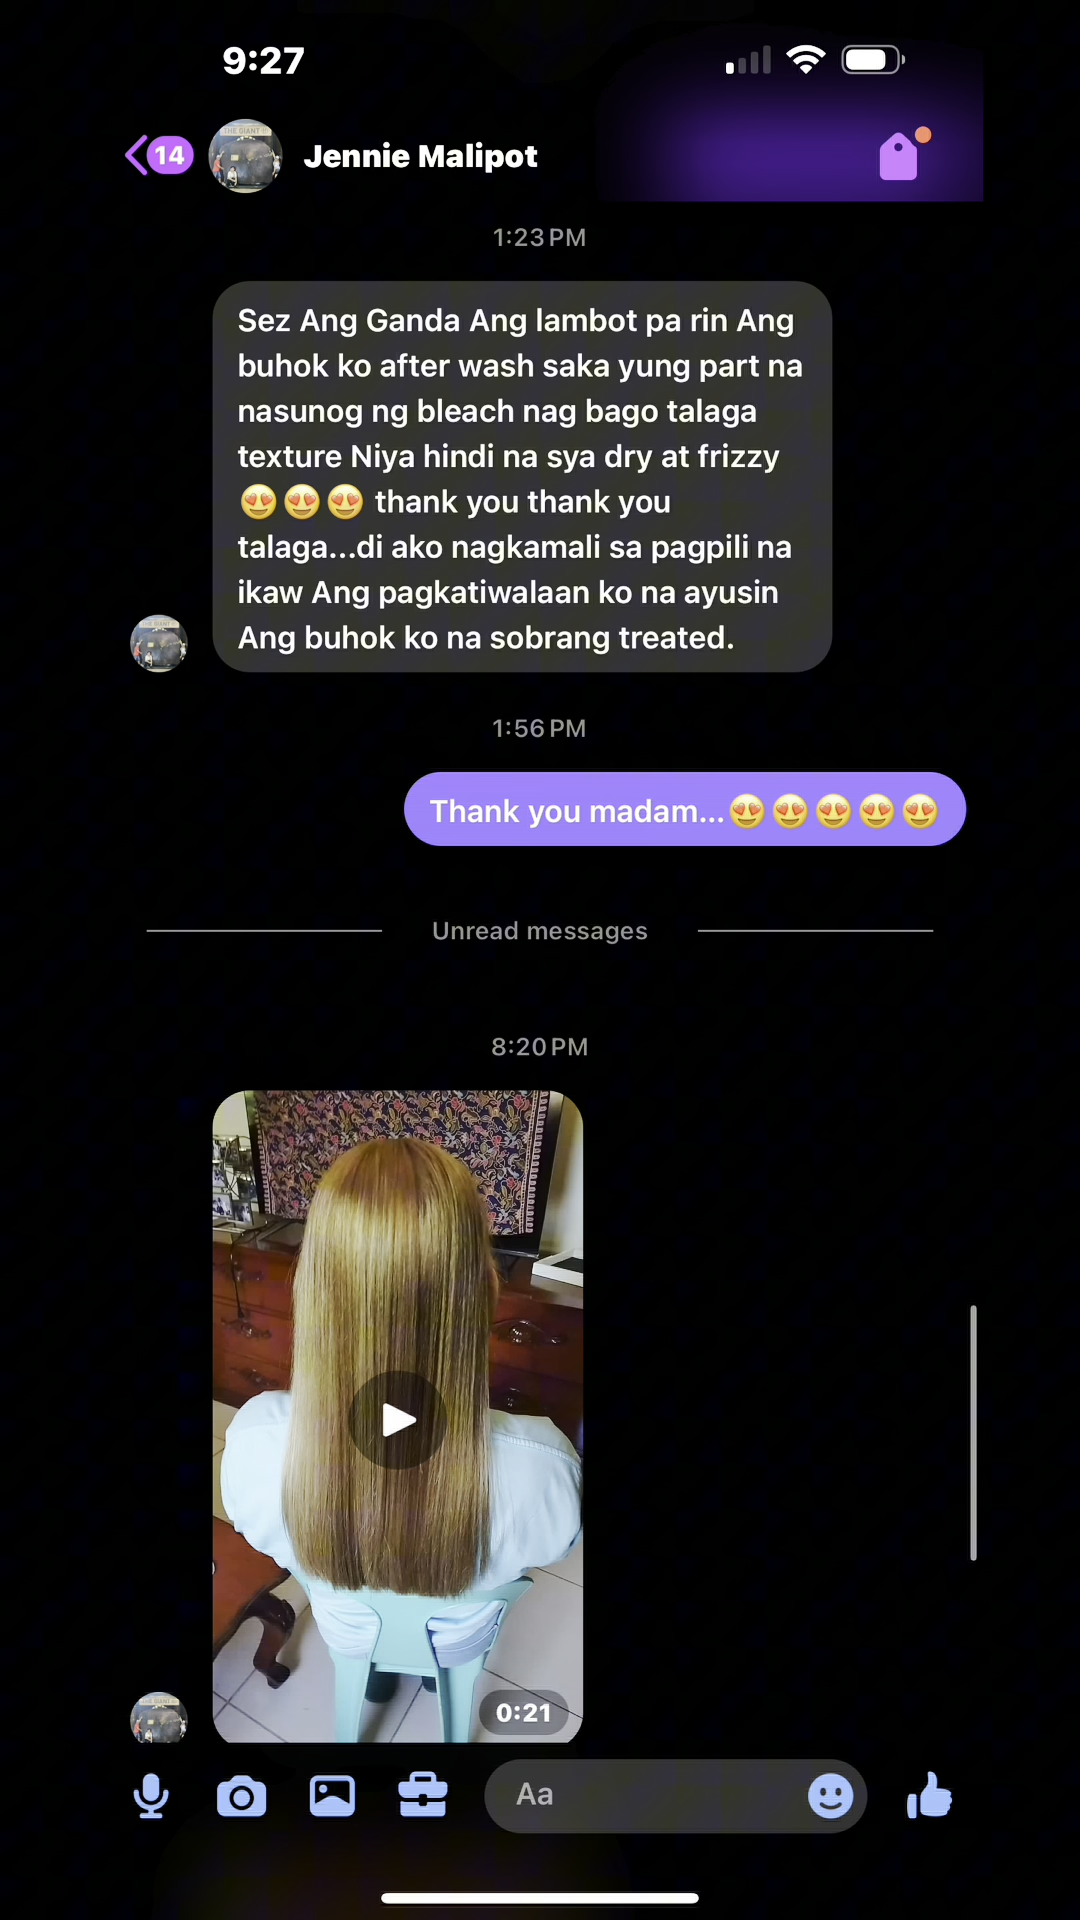 9:27
14
Jennie Malipot
1:23 PM
Sez Ang Ganda Ang lambot pa rin Ang
buhok ko after wash saka yung part na
nasunog ng bleach nag bago talaga
texture Niya hindi na sya dry at frizzy
😍😍😍 thank you thank you
talaga...di ako nagkamali sa pagpili na
ikaw Ang pagkatiwalaan ko na ayusin
Ang buhok ko na sobrang treated.
1:56 PM
Thank you madam...😍😍😍😍😍
Unread messages
8:20 PM
0:21
Aa